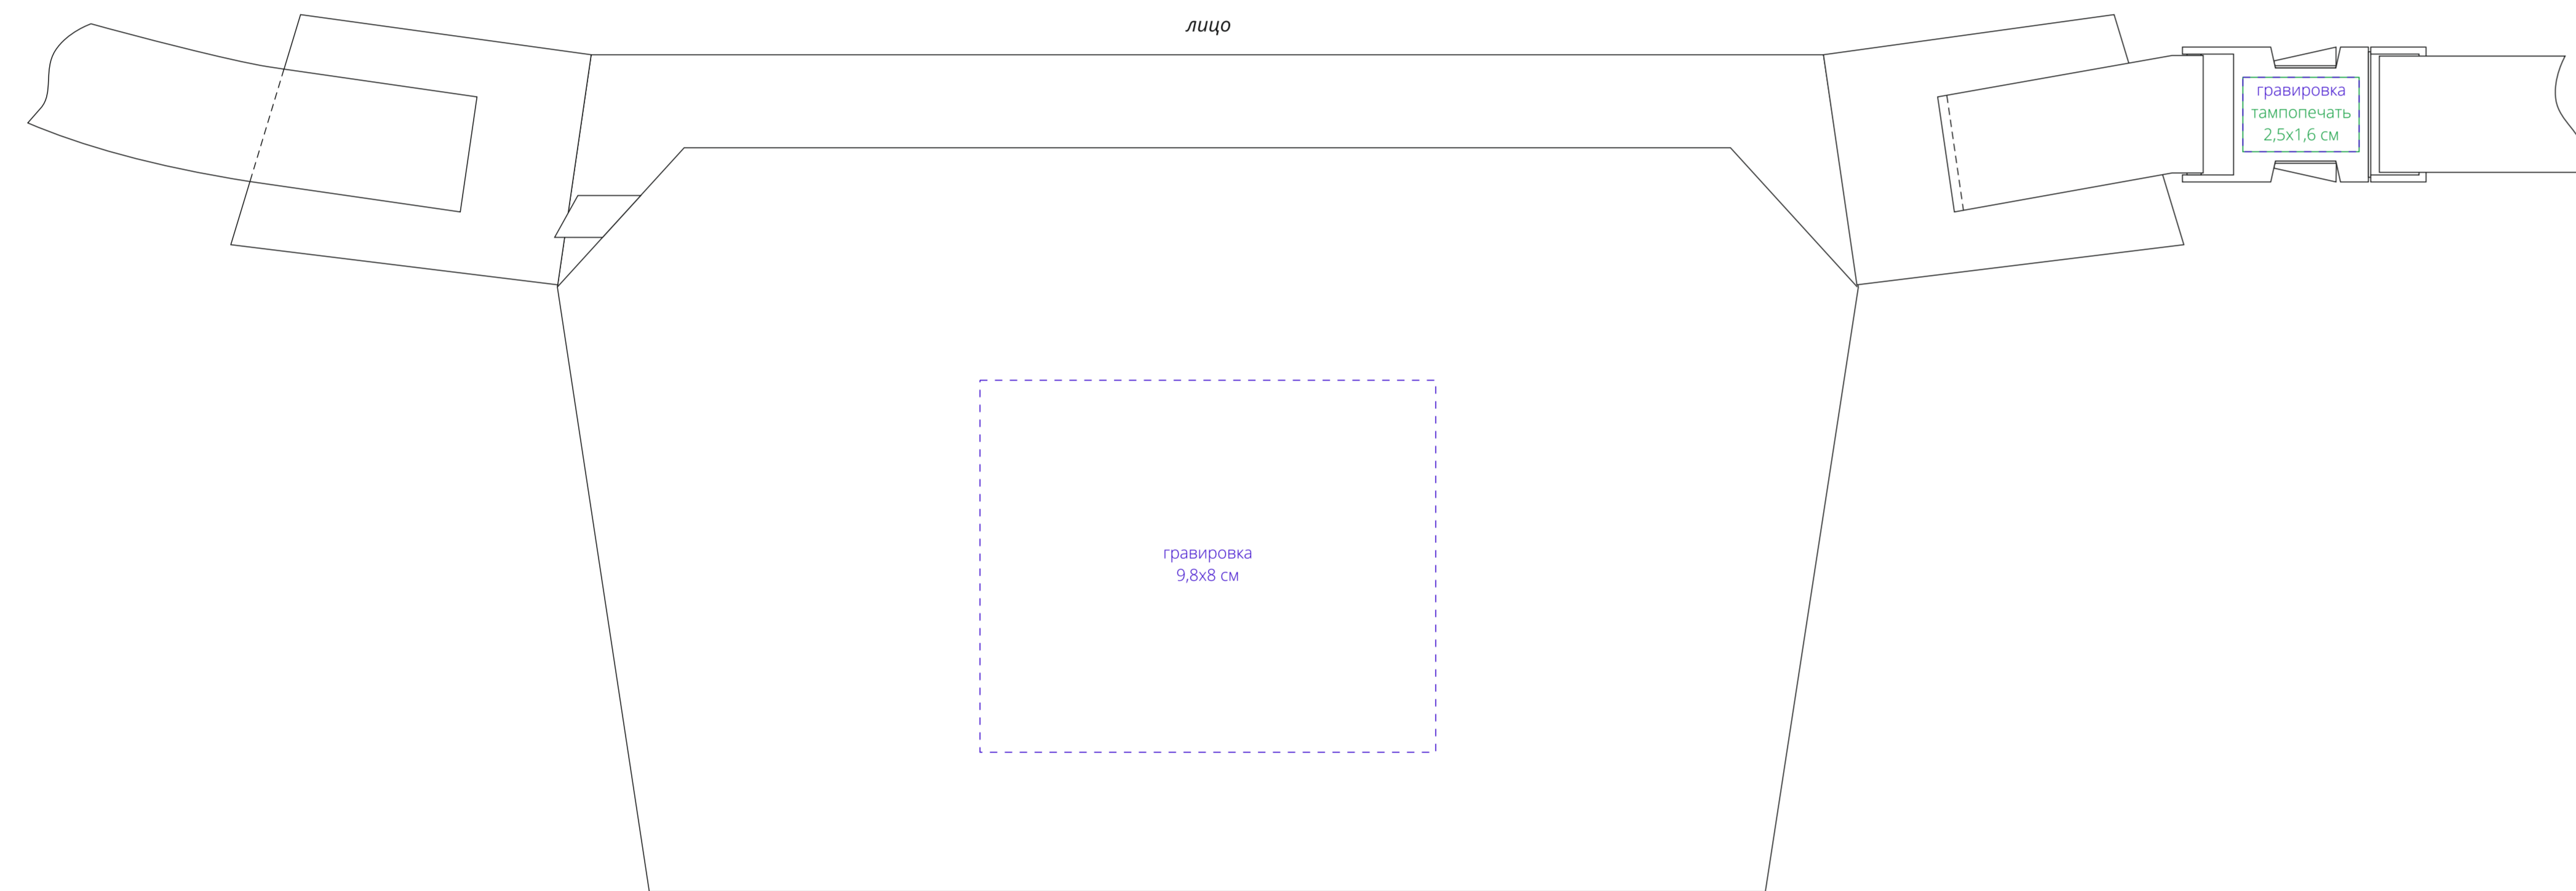 лицо
гравировка
тампопечать
2,5х1,6 см
гравировка
9,8х8 см